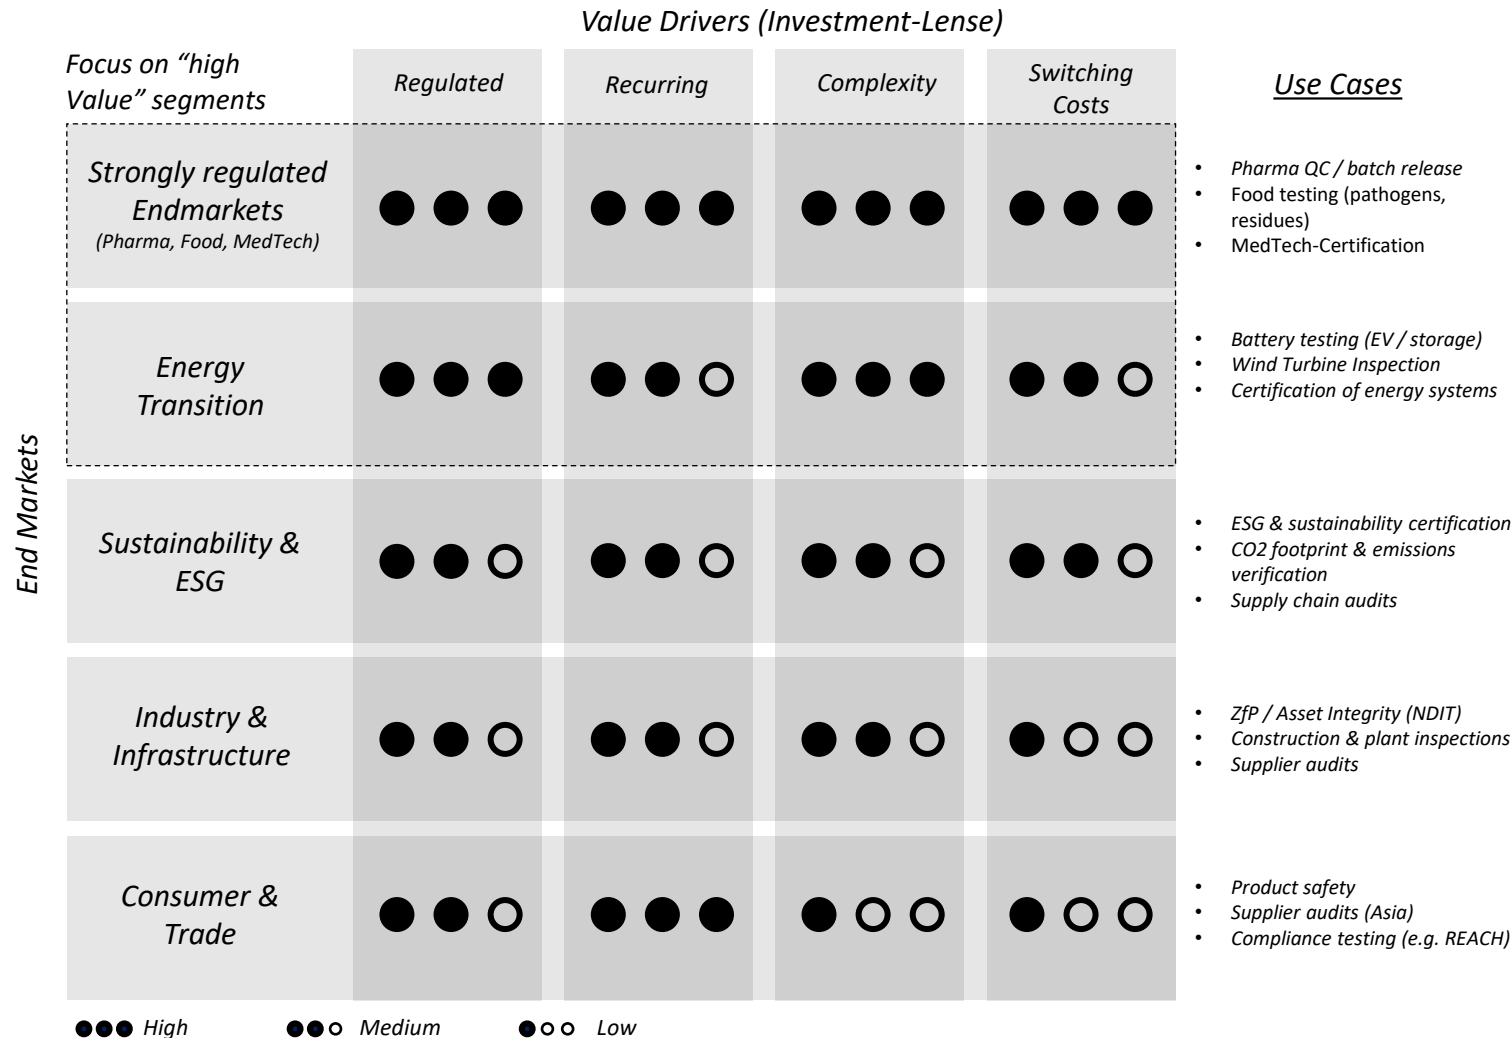 Value Drivers (Investment-Lense)
Focus on “high
Value” segments
Regulated
Recurring
Complexity
Switching
Costs
Use Cases
End Markets
Strongly regulated
Endmarkets
(Pharma, Food, MedTech)
• Pharma QC / batch release
• Food testing (pathogens,
residues)
• MedTech-Certification
Energy
Transition
• Battery testing (EV / storage)
• Wind Turbine Inspection
• Certification of energy systems
Sustainability &
ESG
• ESG & sustainability certification
• CO2 footprint & emissions
verification
• Supply chain audits
Industry &
Infrastructure
• ZfP / Asset Integrity (NDIT)
• Construction & plant inspections
• Supplier audits
Consumer &
Trade
• Product safety
• Supplier audits (Asia)
• Compliance testing (e.g. REACH)
High
Medium
Low